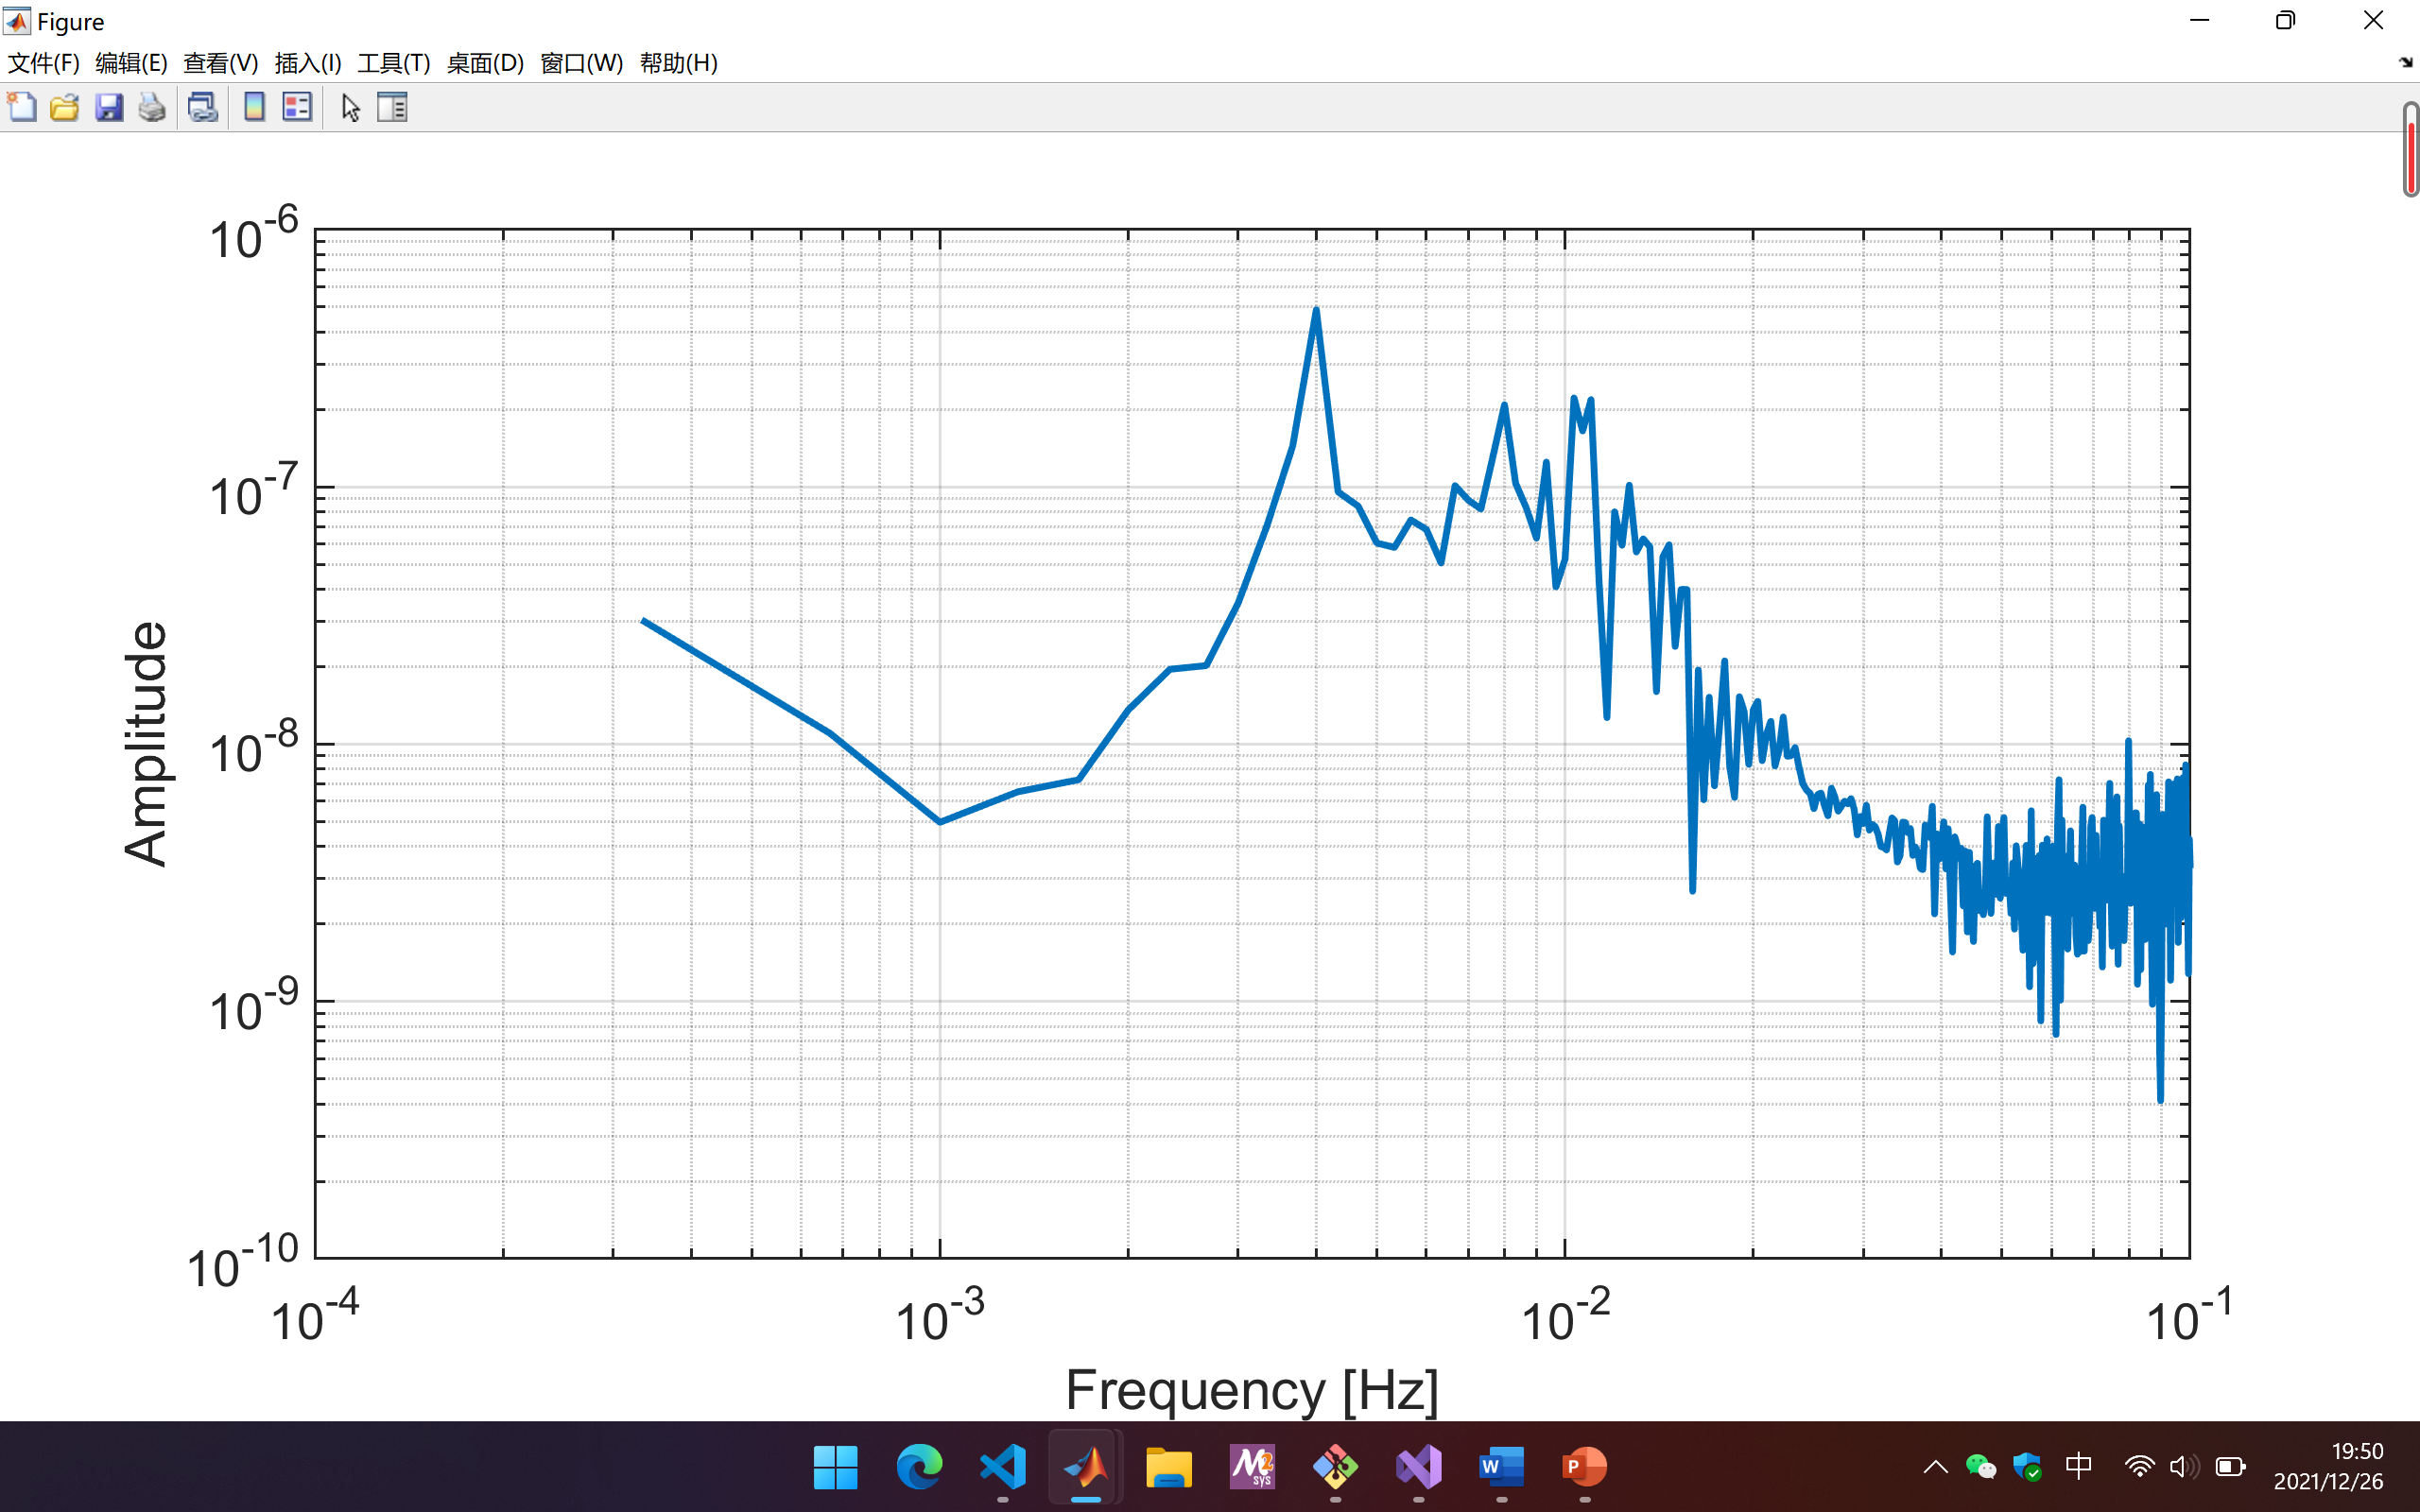 Figure
文件(F) 编辑(E) 查看(V) 插入(I) 工具(T) 桌面(D) 窗口(W) 帮助(H)
10^-6
10^-7
10^-8
10^-9
10^-10
Amplitude
10^-4 10^-3 10^-2 10^-1
Frequency [Hz]
M2
sys
W
P
中
19:50
2021/12/26